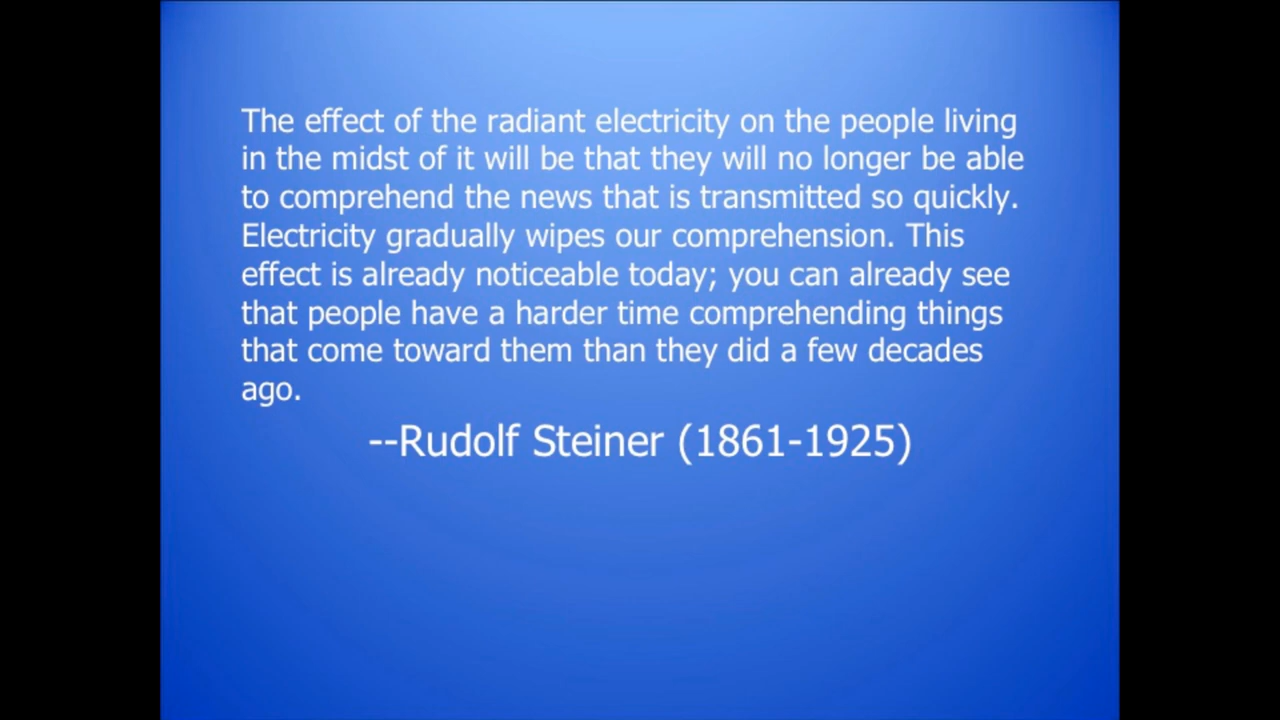 The effect of the radiant electricity on the people living
in the midst of it will be that they will no longer be able
to comprehend the news that is transmitted so quickly.
Electricity gradually wipes our comprehension. This
effect is already noticeable today; you can already see
that people have a harder time comprehending things
that come toward them than they did a few decades
ago.
--Rudolf Steiner (1861-1925)